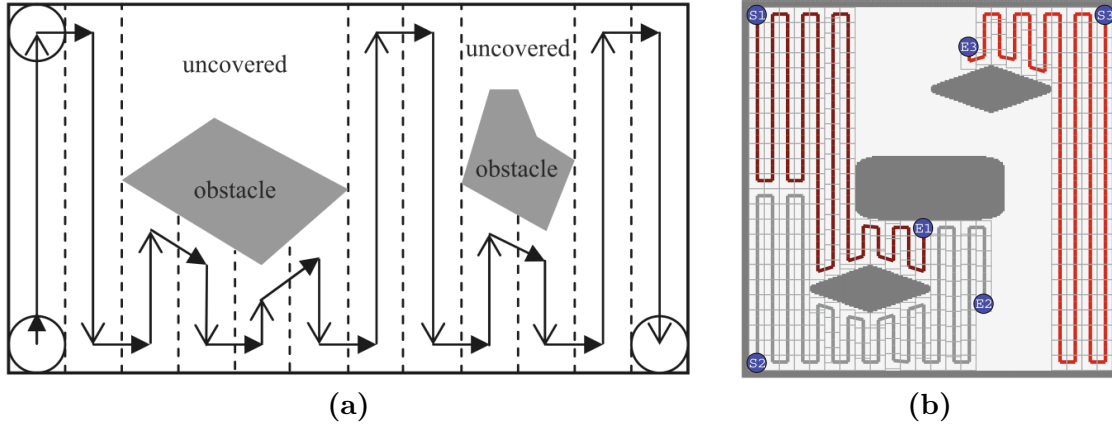 uncovered
uncovered
obstacle
obstacle
(a)
S1
S3
E3
E1
E2
S2
(b)